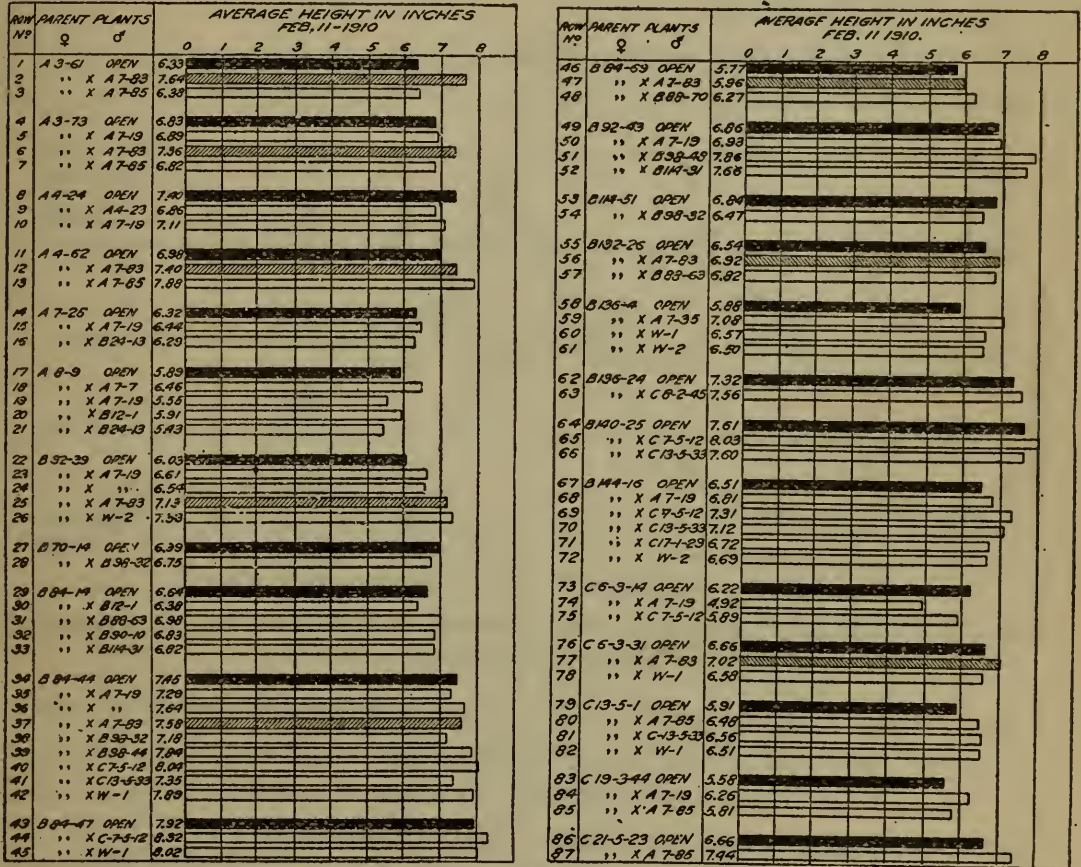 ROW Nº PARENT PLANTS ♀ ♂ AVERAGE HEIGHT IN INCHES FEB. 11-1910
0 1 2 3 4 5 6 7 8
1 A 3-61 OPEN 6.33
2 ,, X A 7-83 7.64
3 ,, X A 7-85 6.38
4 A 3-73 OPEN 6.83
5 ,, X A 7-19 6.89
6 ,, X A 7-83 7.36
7 ,, X A 7-85 6.82
8 A 4-24 OPEN 7.40
9 ,, X A 4-23 6.86
10 ,, X A 7-19 7.11
11 A 4-62 OPEN 6.98
12 ,, X A 7-83 7.40
13 ,, X A 7-85 7.88
14 A 7-25 OPEN 6.32
15 ,, X A 7-19 6.44
16 ,, X B 24-13 6.29
17 A 8-9 OPEN 5.89
18 ,, X A 7-7 6.46
19 ,, X A 7-19 5.55
20 ,, X B 12-1 5.91
21 ,, X B 24-13 5.43
22 B 32-39 OPEN 6.03
23 ,, X A 7-19 6.61
24 ,, X ,, 6.54
25 ,, X A 7-83 7.13
26 ,, X W-2 7.33
27 B 70-14 OPEN 6.99
28 ,, X B 98-32 6.75
29 B 84-14 OPEN 6.64
30 ,, X B 12-1 6.38
31 ,, X B 88-63 6.98
32 ,, X B 90-10 6.83
33 ,, X B 114-31 6.82
34 B 84-44 OPEN 7.45
35 ,, X A 7-19 7.28
36 ,, X ,, 7.64
37 ,, X A 7-83 7.58
38 ,, X B 98-32 7.18
39 ,, X B 98-44 7.84
40 ,, X C 7-5-12 8.04
41 ,, X C 13-5-33 7.35
42 ,, X W-1 7.89
43 B 84-47 OPEN 7.92
44 ,, X C-7-5-12 8.32
45 ,, X W-1 8.02
ROW Nº PARENT PLANTS ♀ ♂ AVERAGE HEIGHT IN INCHES FEB. 11 1910.
0 1 2 3 4 5 6 7 8
46 B 84-69 OPEN 5.77
47 ,, X A 7-83 5.96
48 ,, X B 88-70 6.27
49 B 92-43 OPEN 6.86
50 ,, X A 7-19 6.93
51 ,, X B 98-48 7.86
52 ,, X B 114-31 7.66
53 B 114-51 OPEN 6.84
54 ,, X B 98-32 6.47
55 B 132-26 OPEN 6.54
56 ,, X A 7-83 6.92
57 ,, X B 88-63 6.82
58 B 136-4 OPEN 5.88
59 ,, X A 7-35 7.08
60 ,, X W-1 6.57
61 ,, X W-2 6.50
62 B 136-24 OPEN 7.32
63 ,, X C 6-2-45 7.56
64 B 140-25 OPEN 7.61
65 ,, X C 7-5-12 8.03
66 ,, X C 13-5-33 7.60
67 B 144-16 OPEN 6.51
68 ,, X A 7-19 6.81
69 ,, X C 7-5-12 7.31
70 ,, X C 13-5-33 7.12
71 ,, X C 17-1-29 6.72
72 ,, X W-2 6.69
73 C 6-3-14 OPEN 6.22
74 ,, X A 7-19 4.92
75 ,, X C 7-5-12 5.89
76 C 6-3-31 OPEN 6.66
77 ,, X A 7-83 7.02
78 ,, X W-1 6.58
79 C 13-5-1 OPEN 5.91
80 ,, X A 7-85 6.48
81 ,, X C-13-5-33 6.56
82 ,, X W-1 6.51
83 C 19-3-44 OPEN 5.58
84 ,, X A 7-19 6.26
85 ,, X A 7-85 5.81
86 C 21-5-23 OPEN 6.66
87 ,, X A 7-85 7.44